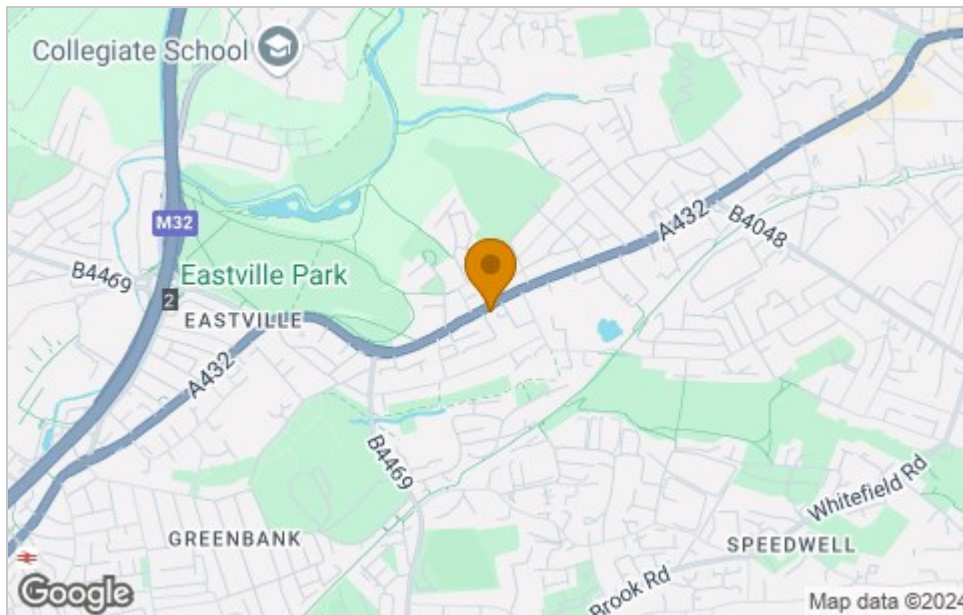 Collegiate School
M32
B4469
Eastville Park
2
EASTVILLE
A432
A432
B4048
B4469
GREENBANK
Whitefield Rd
SPEEDWELL
Brook Rd
Google
Map data ©2024